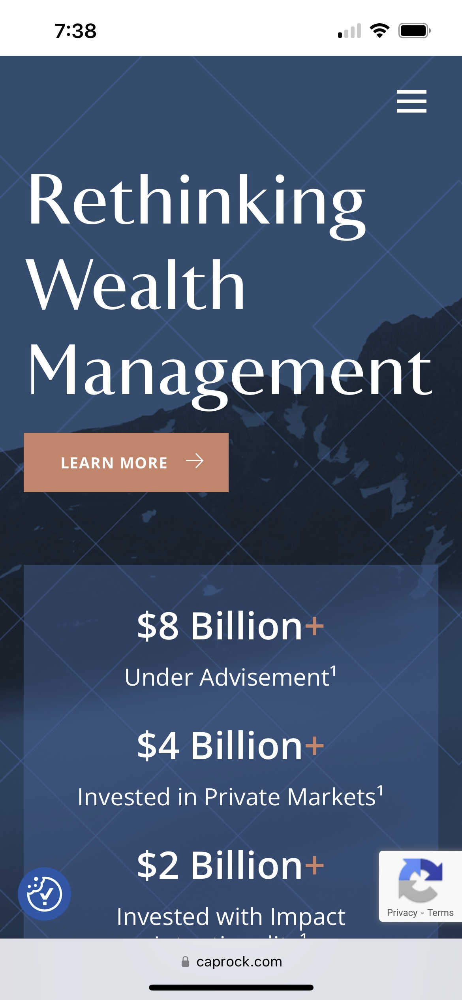 7:38
Rethinking
Wealth
Management
LEARN MORE
$8 Billion+
Under Advisement¹
$4 Billion+
Invested in Private Markets¹
$2 Billion+
Invested with Impact
Privacy - Terms
caprock.com